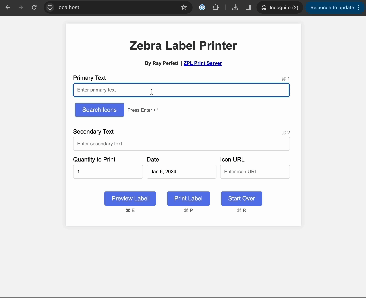 Zebra Label Printer
By Ray Perfetti | ZPL Print Server
Primary Text
Enter primary text
Search Icons
Press Enter
Secondary Text
Enter secondary text
Quantity to Print
Date
Icon URL
1
Enter icon URL
Preview Label
Print Label
Start Over